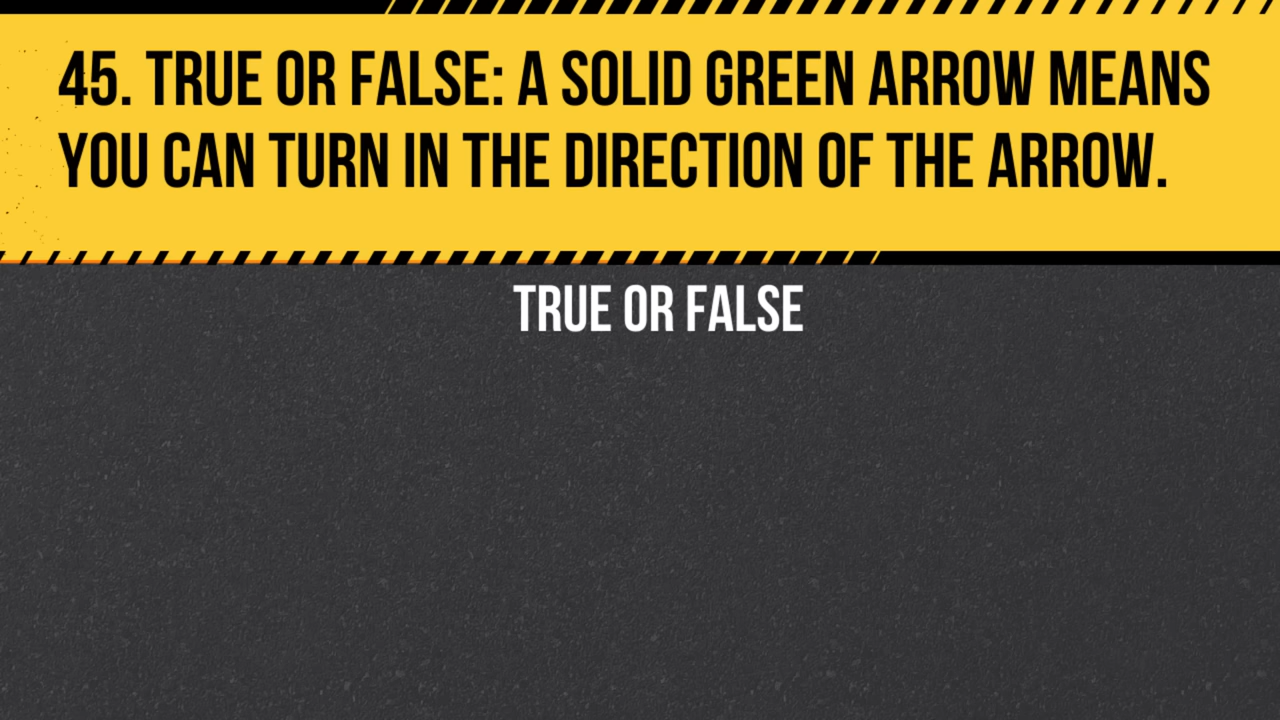 45. TRUE OR FALSE: A SOLID GREEN ARROW MEANS
YOU CAN TURN IN THE DIRECTION OF THE ARROW.
TRUE OR FALSE